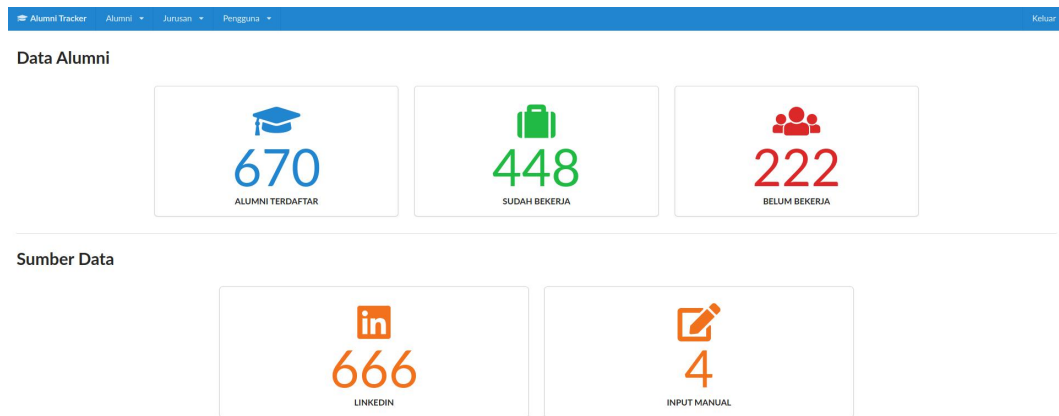 Alumni Tracker Alumni Jurusan Pengguna Keluar
Data Alumni
670 448 222
ALUMNI TERDAFTAR SUDAH BEKERJA BELUM BEKERJA
Sumber Data
in
666 4
LINKEDIN INPUT MANUAL